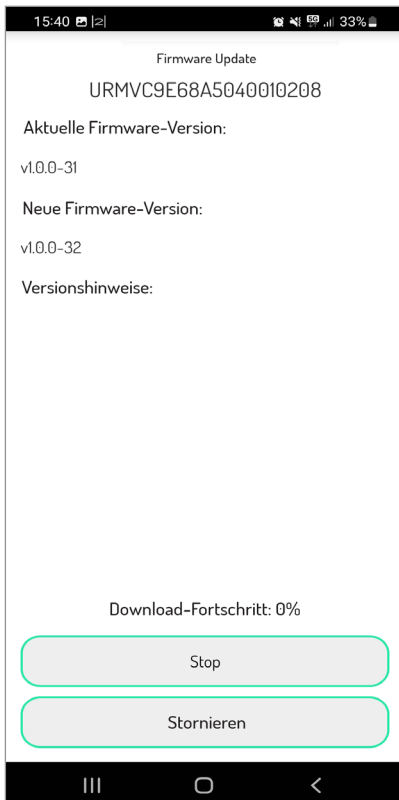 15:40 5G 33%
Firmware Update
URMVC9E68A5040010208
Aktuelle Firmware-Version:
v1.0.0-31
Neue Firmware-Version:
v1.0.0-32
Versionshinweise:
Download-Fortschritt: 0%
Stop
Stornieren